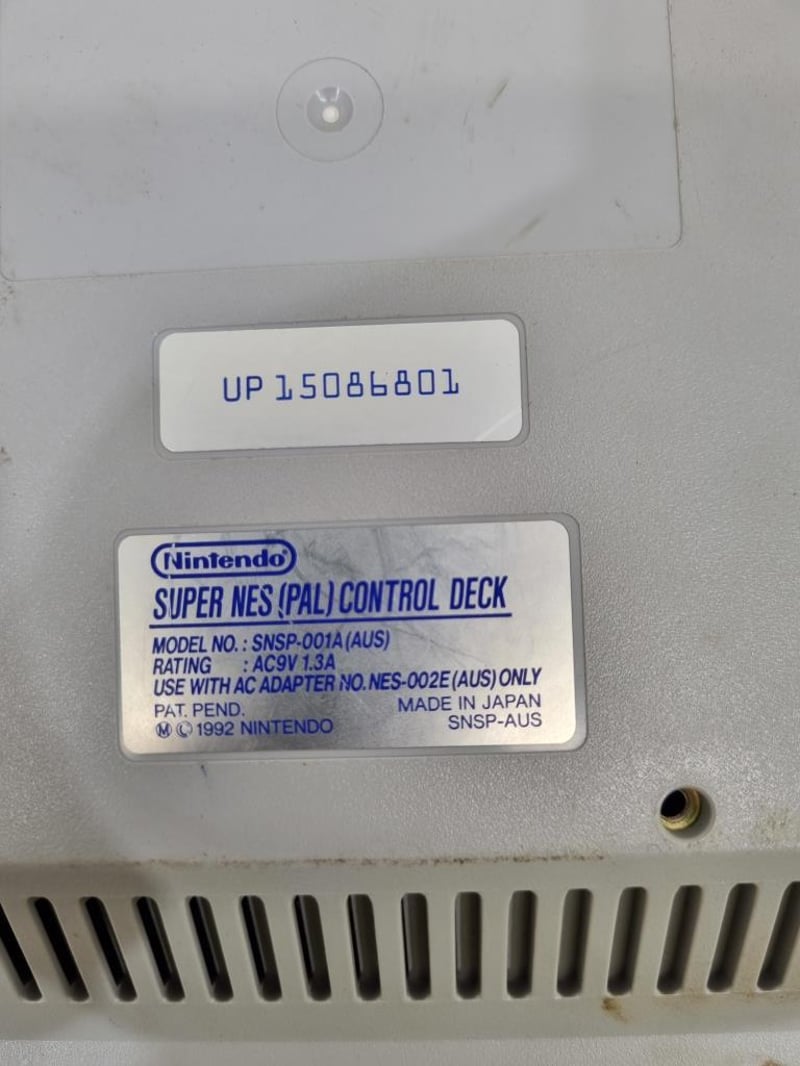 UP 15086801
Nintendo®
SUPER NES (PAL) CONTROL DECK
MODEL NO. : SNSP-001A (AUS)
RATING : AC9V 1.3A
USE WITH AC ADAPTER NO. NES-002E (AUS) ONLY
PAT. PEND. MADE IN JAPAN
Ⓜ © 1992 NINTENDO SNSP-AUS